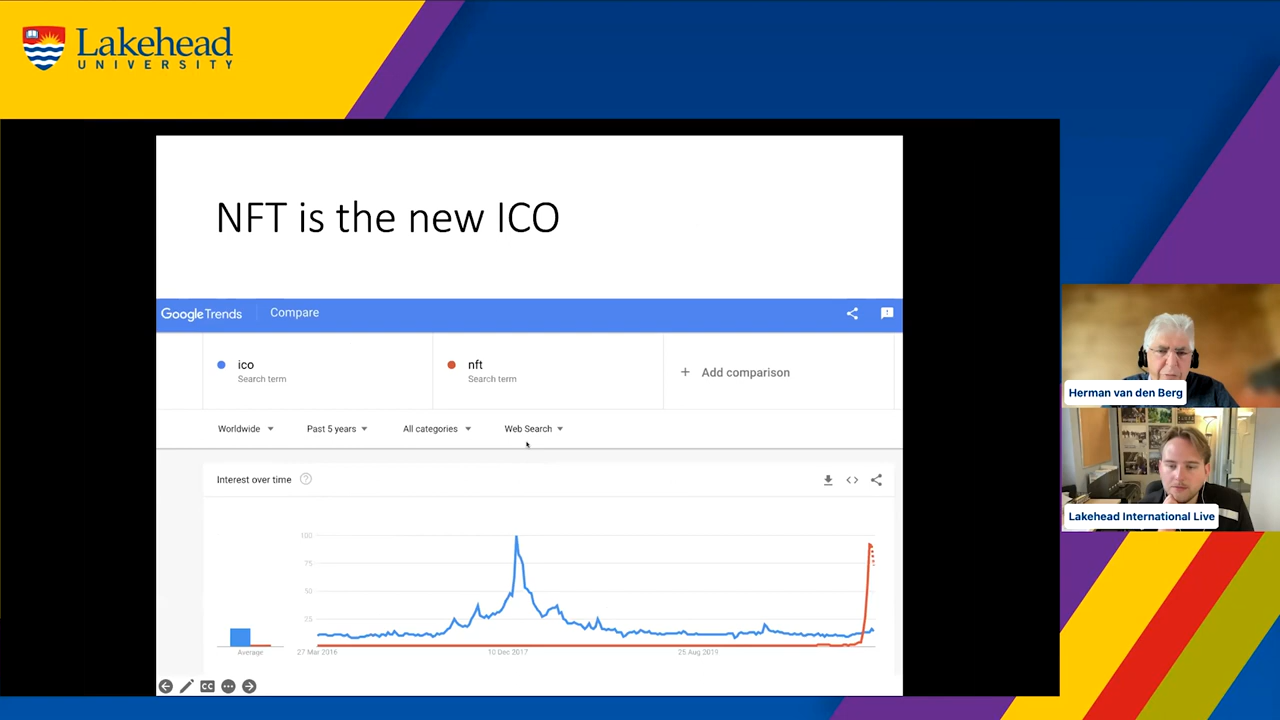 Lakehead
UNIVERSITY
NFT is the new ICO
Google Trends
Compare
ico
Search term
nft
Search term
+ Add comparison
Worldwide
Past 5 years
All categories
Web Search
Interest over time
?
100
75
50
25
Average
27 Mar 2016
10 Dec 2017
25 Aug 2019
CC
Herman van den Berg
Lakehead International Live